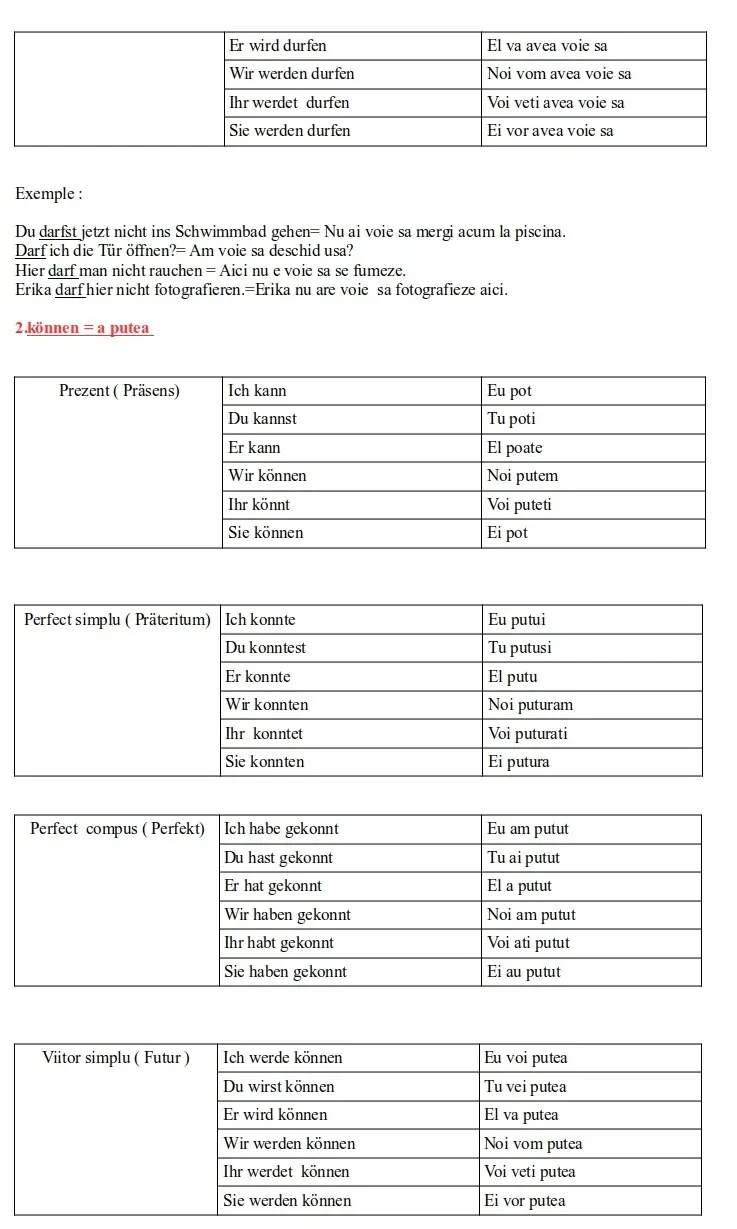 Er wird durfen El va avea voie sa
Wir werden durfen Noi vom avea voie sa
Ihr werdet durfen Voi veti avea voie sa
Sie werden durfen Ei vor avea voie sa
Exemple :
Du darfst jetzt nicht ins Schwimmbad gehen= Nu ai voie sa mergi acum la piscina.
Darf ich die Tür öffnen?= Am voie sa deschid usa?
Hier darf man nicht rauchen = Aici nu e voie sa se fumeze.
Erika darf hier nicht fotografieren.=Erika nu are voie sa fotografieze aici.
2.können = a putea
Prezent ( Präsens) Ich kann Eu pot
Du kannst Tu poti
Er kann El poate
Wir können Noi putem
Ihr könnt Voi puteti
Sie können Ei pot
Perfect simplu ( Präteritum) Ich konnte Eu putui
Du konntest Tu putusi
Er konnte El putu
Wir konnten Noi puturam
Ihr konntet Voi puturati
Sie konnten Ei putura
Perfect compus ( Perfekt) Ich habe gekonnt Eu am putut
Du hast gekonnt Tu ai putut
Er hat gekonnt El a putut
Wir haben gekonnt Noi am putut
Ihr habt gekonnt Voi ati putut
Sie haben gekonnt Ei au putut
Viitor simplu ( Futur ) Ich werde können Eu voi putea
Du wirst können Tu vei putea
Er wird können El va putea
Wir werden können Noi vom putea
Ihr werdet können Voi veti putea
Sie werden können Ei vor putea